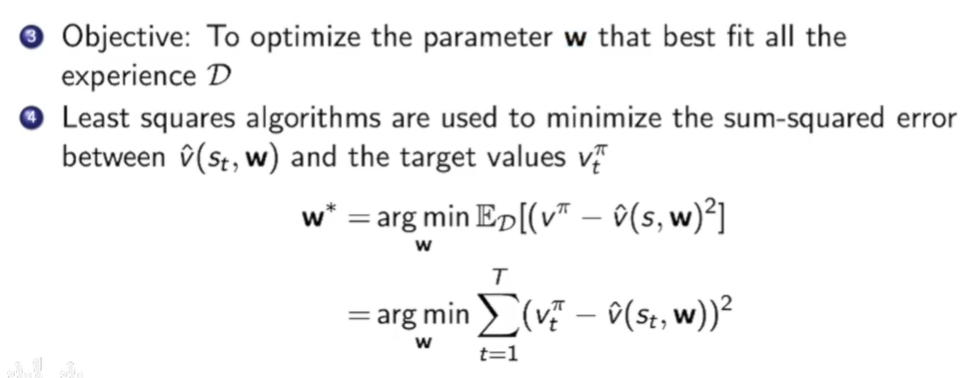 3 Objective: To optimize the parameter w that best fit all the
experience 𝒟
4 Least squares algorithms are used to minimize the sum-squared error
between v̂(s_t, w) and the target values v_t^π
w* = arg min_w 𝔼_𝒟[(v^π − v̂(s, w)^2]
= arg min_w ∑_{t=1}^{T} (v_t^π − v̂(s_t, w))^2